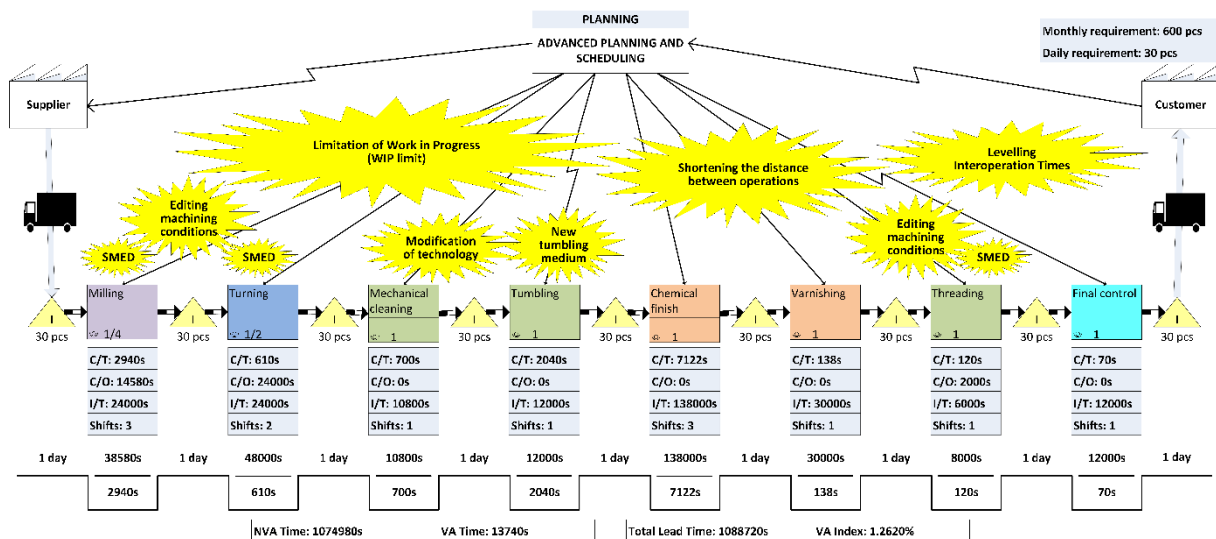 PLANNING
ADVANCED PLANNING AND
SCHEDULING
Monthly requirement: 600 pcs
Daily requirement: 30 pcs
Supplier
Customer
Limitation of Work in Progress
(WIP limit)
Shortening the distance
between operations
Levelling
Interoperation Times
Editing
machining
conditions
SMED
SMED
Modification
of technology
New
tumbling
medium
Editing
machining
conditions
SMED
I
30 pcs
Milling
1/4
I
30 pcs
Turning
1/2
I
30 pcs
Mechanical
cleaning
1
I
30 pcs
Tumbling
1
I
30 pcs
Chemical
finish
1
I
30 pcs
Varnishing
1
I
30 pcs
Threading
1
I
30 pcs
Final control
1
I
30 pcs
C/T: 2940s
C/O: 14580s
I/T: 24000s
Shifts: 3
C/T: 610s
C/O: 24000s
I/T: 24000s
Shifts: 2
C/T: 700s
C/O: 0s
I/T: 10800s
Shifts: 1
C/T: 2040s
C/O: 0s
I/T: 12000s
Shifts: 1
C/T: 7122s
C/O: 0s
I/T: 138000s
Shifts: 3
C/T: 138s
C/O: 0s
I/T: 30000s
Shifts: 1
C/T: 120s
C/O: 2000s
I/T: 6000s
Shifts: 1
C/T: 70s
C/O: 0s
I/T: 12000s
Shifts: 1
1 day 38580s 1 day 48000s 1 day 10800s 1 day 12000s 1 day 138000s 1 day 30000s 1 day 8000s 1 day 12000s 1 day
2940s 610s 700s 2040s 7122s 138s 120s 70s
NVA Time: 1074980s VA Time: 13740s Total Lead Time: 1088720s VA Index: 1.2620%